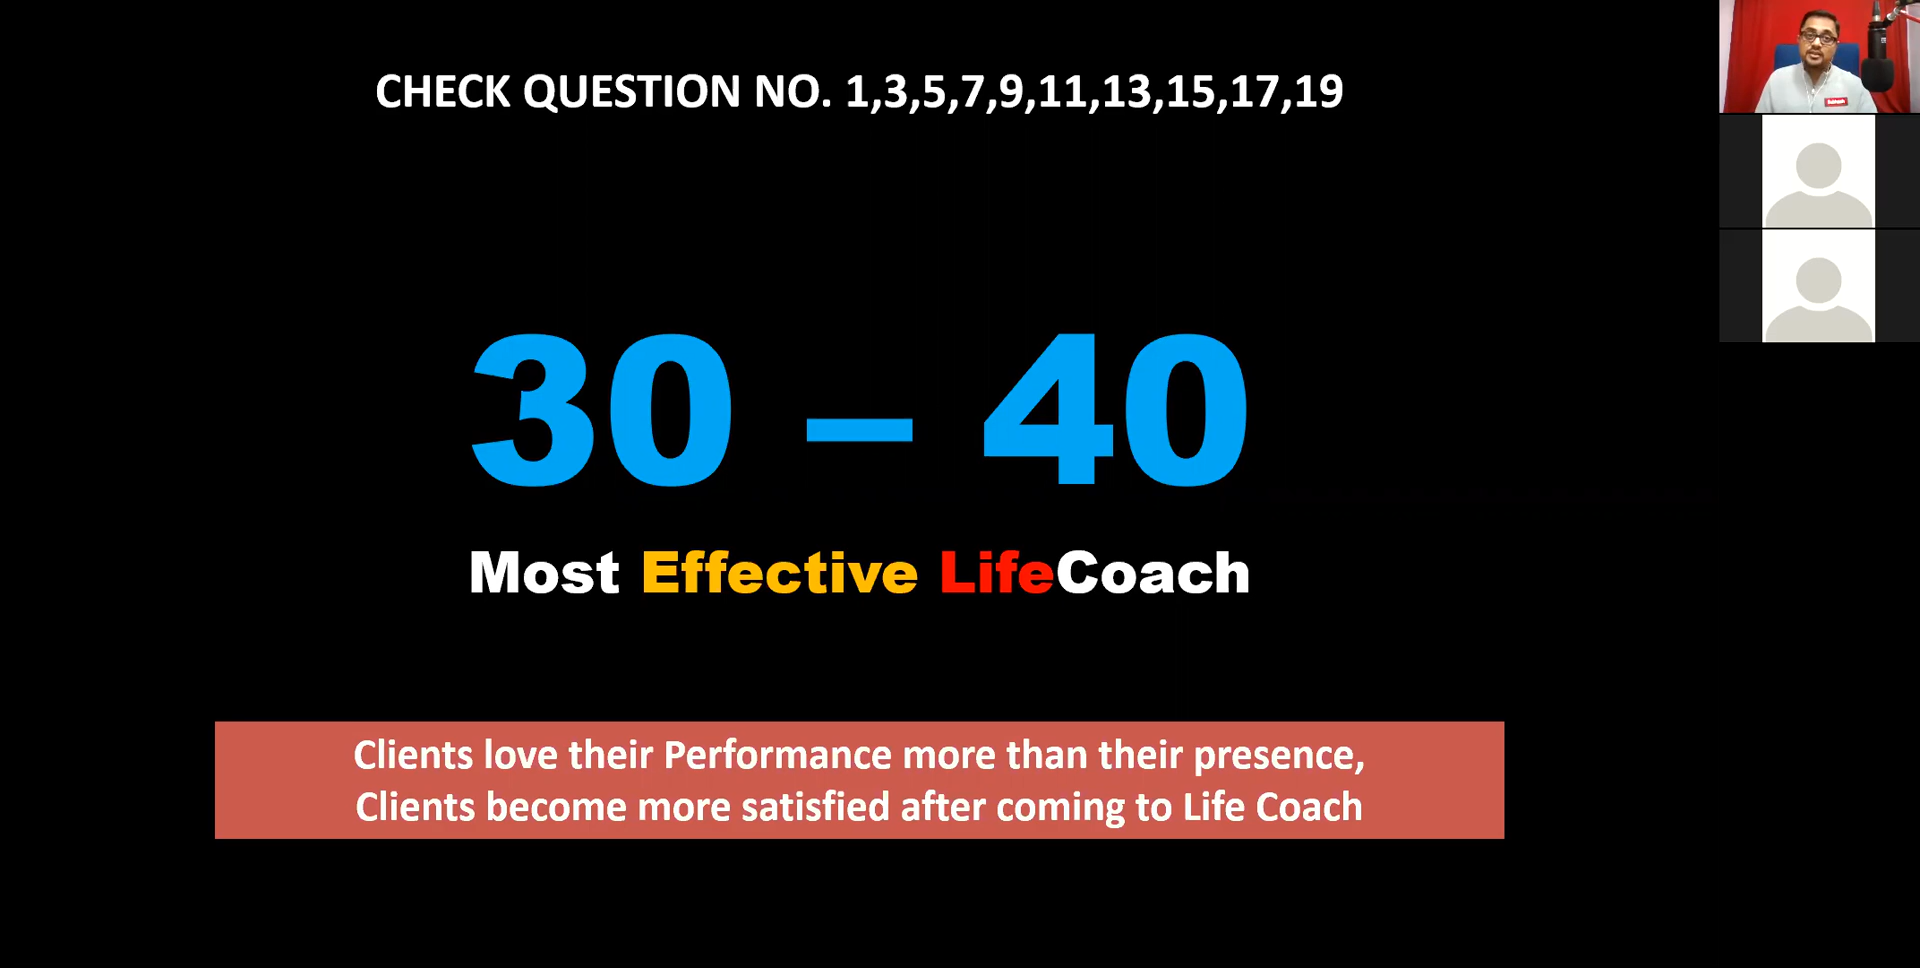 CHECK QUESTION NO. 1,3,5,7,9,11,13,15,17,19
30 – 40
Most Effective LifeCoach
Clients love their Performance more than their presence,
Clients become more satisfied after coming to Life Coach